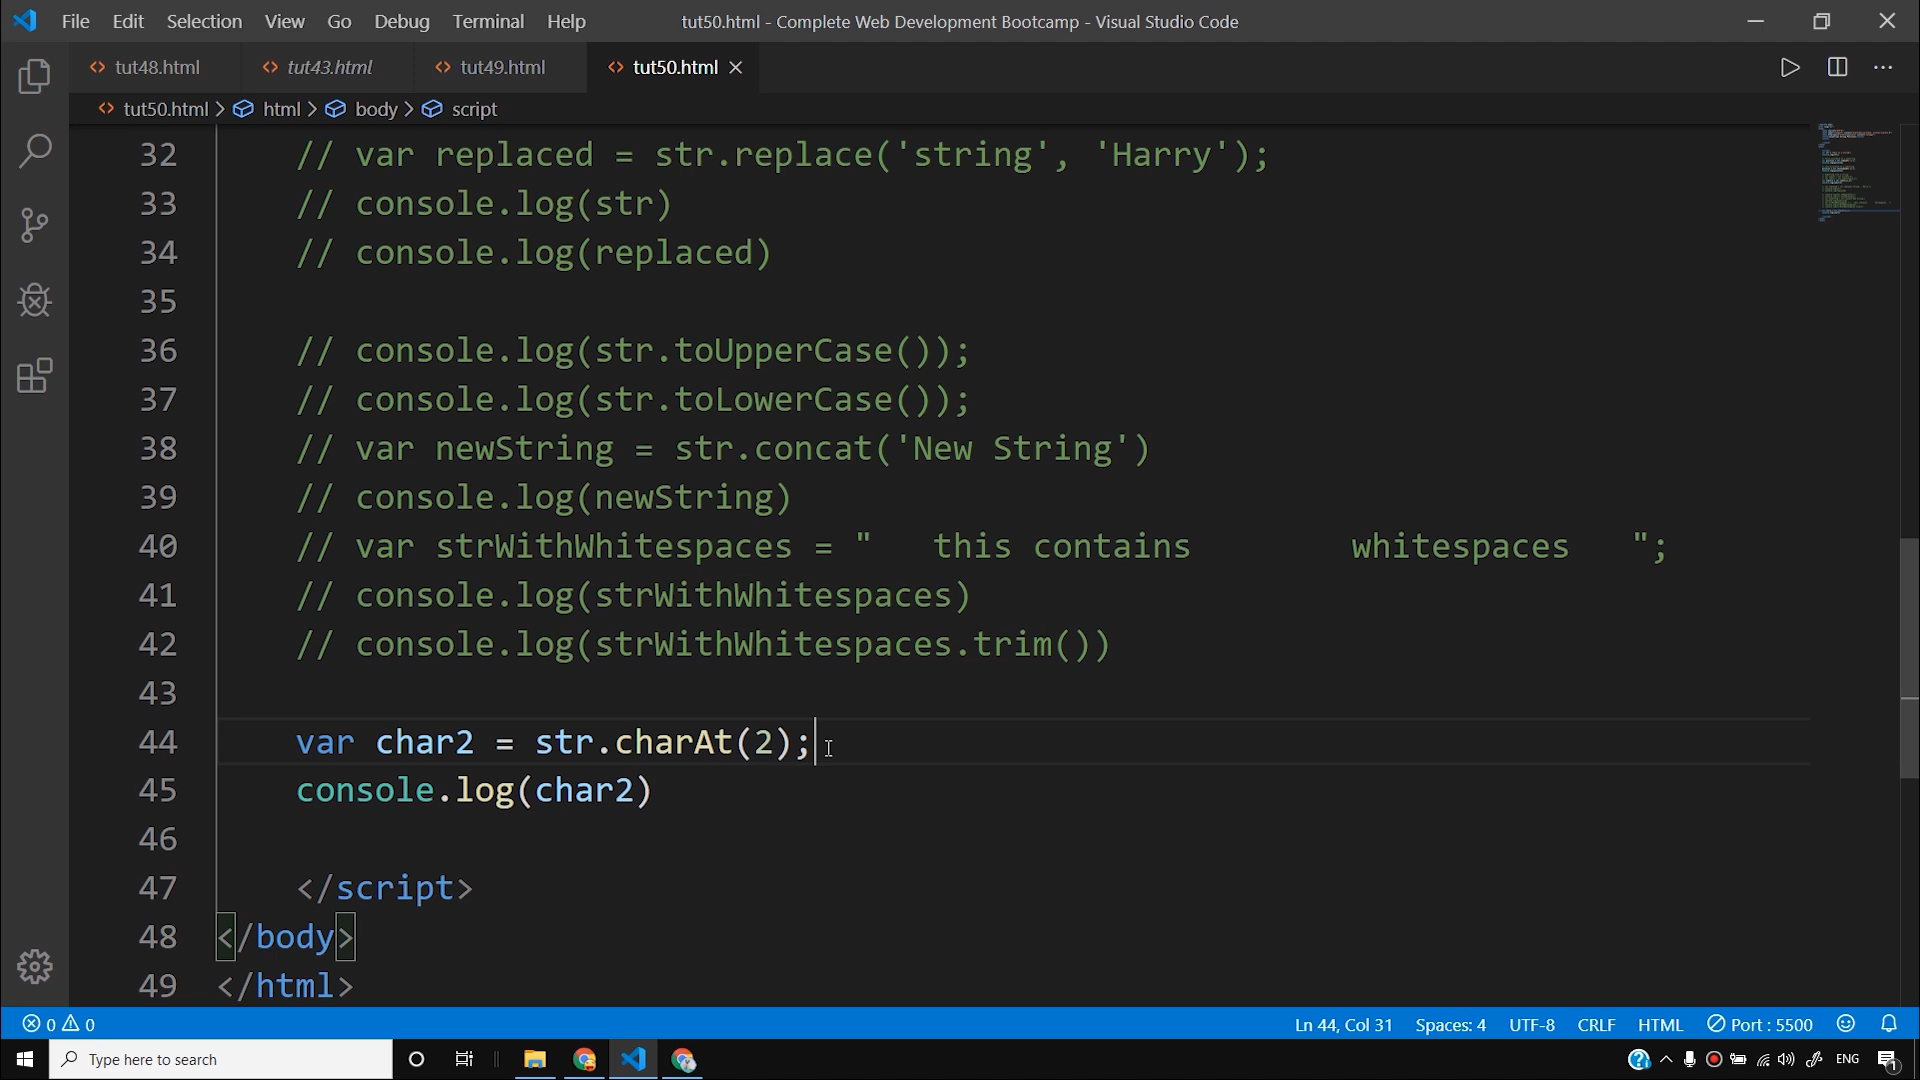 File Edit Selection View Go Debug Terminal Help tut50.html - Complete Web Development Bootcamp - Visual Studio Code
tut48.html tut43.html tut49.html tut50.html
tut50.html > html > body > script
32 // var replaced = str.replace('string', 'Harry');
33 // console.log(str)
34 // console.log(replaced)
35
36 // console.log(str.toUpperCase());
37 // console.log(str.toLowerCase());
38 // var newString = str.concat('New String')
39 // console.log(newString)
40 // var strWithWhitespaces = "   this contains        whitespaces   ";
41 // console.log(strWithWhitespaces)
42 // console.log(strWithWhitespaces.trim())
43
44 var char2 = str.charAt(2);
45 console.log(char2)
46
47 </script>
48 </body>
49 </html>
0 0 Ln 44, Col 31 Spaces: 4 UTF-8 CRLF HTML Port : 5500
Type here to search ENG 1